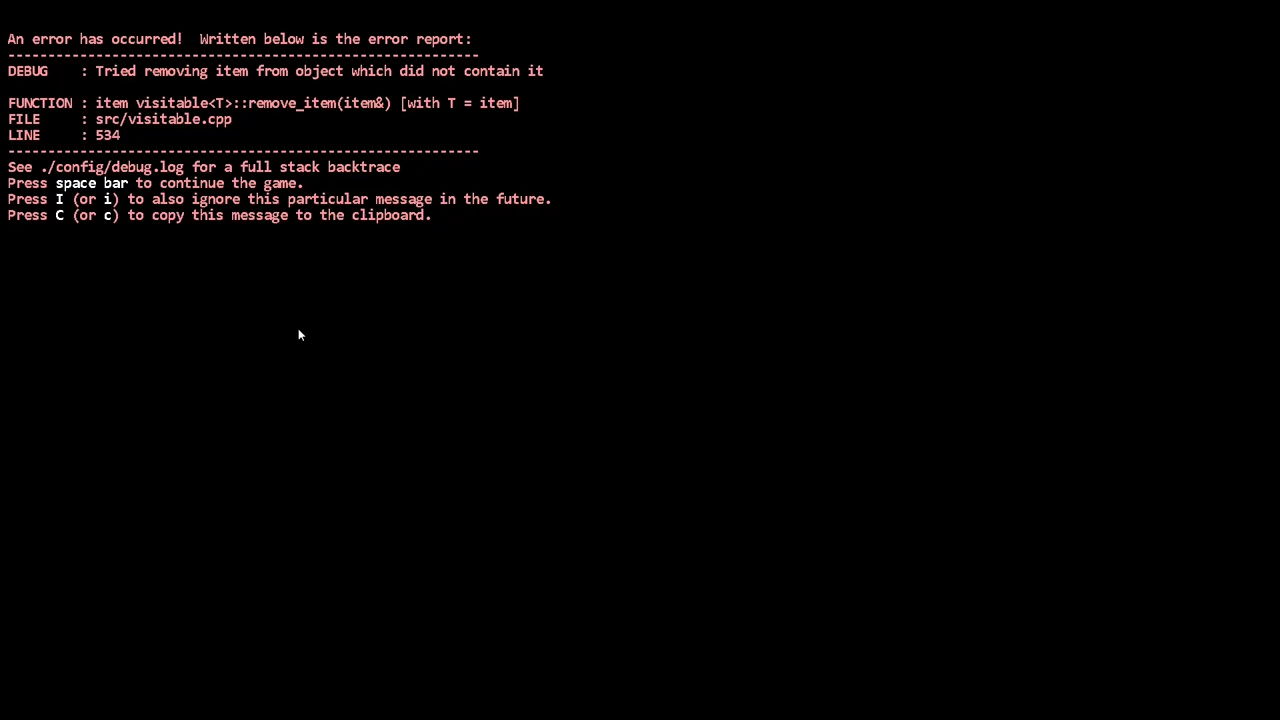 An error has occurred!  Written below is the error report:
-----------------------------------------------------------
DEBUG    : Tried removing item from object which did not contain it
FUNCTION : item visitable<T>::remove_item(item&) [with T = item]
FILE     : src/visitable.cpp
LINE     : 534
-----------------------------------------------------------
See ./config/debug.log for a full stack backtrace
Press space bar to continue the game.
Press I (or i) to also ignore this particular message in the future.
Press C (or c) to copy this message to the clipboard.